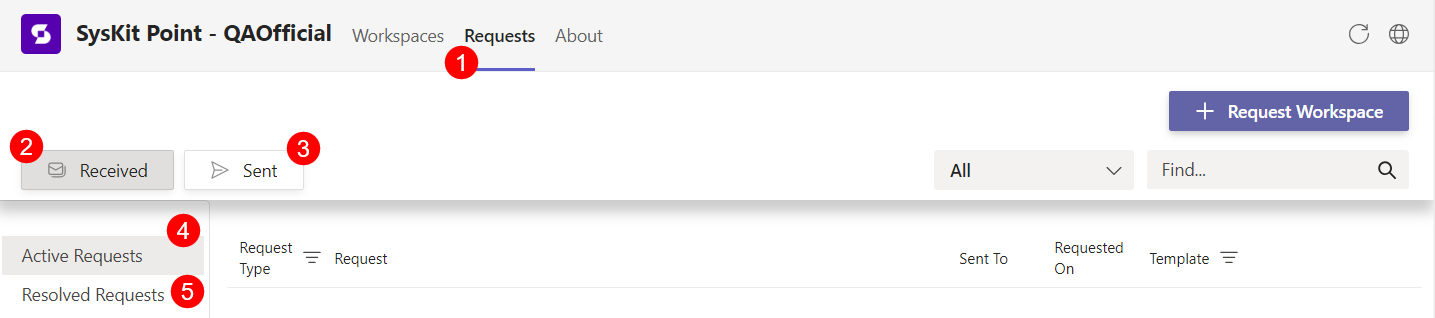 SysKit Point - QAOfficial Workspaces Requests About
1
+ Request Workspace
2 3
Received Sent All Find...
4
Active Requests
Request Type Request Sent To Requested On Template
Resolved Requests 5